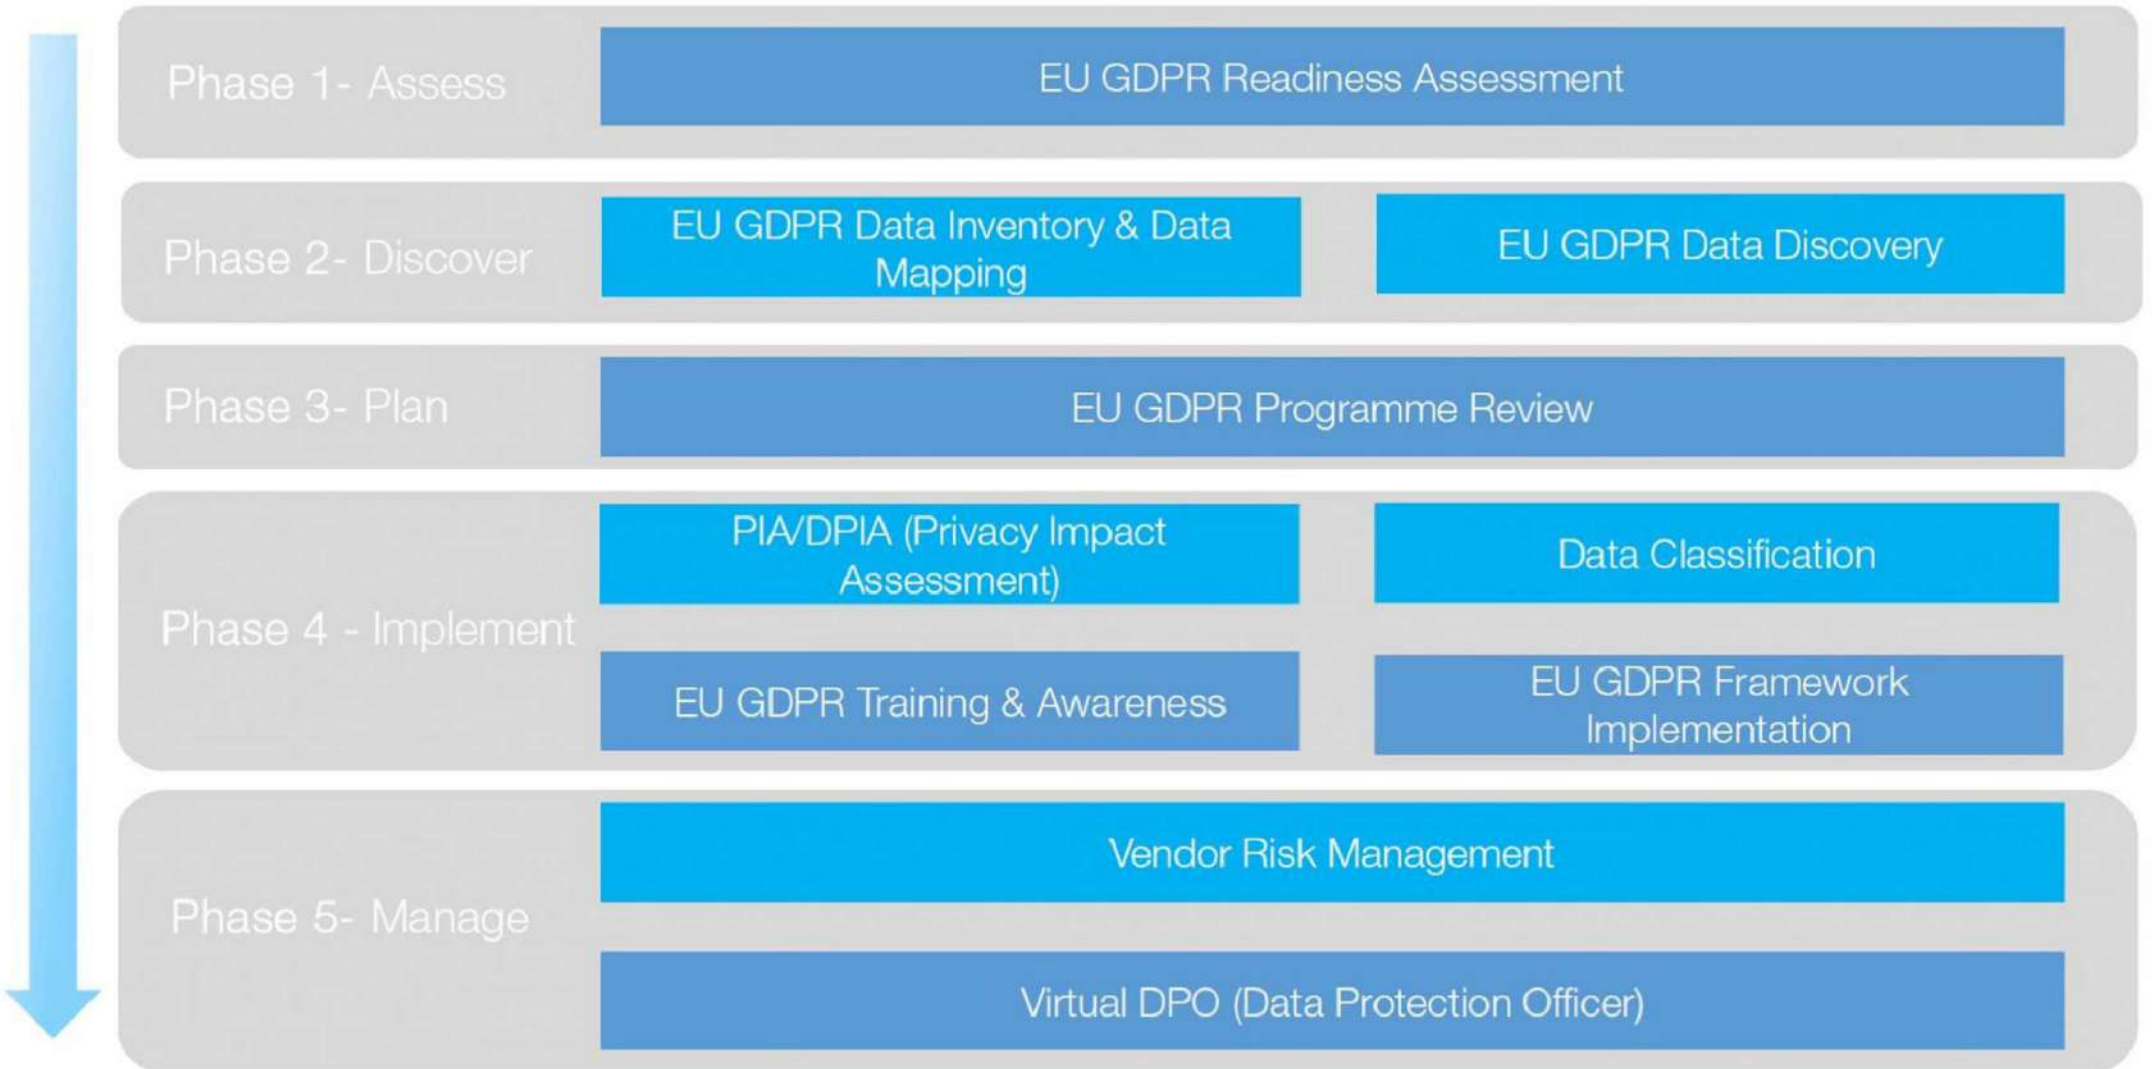 Phase 1- Assess
EU GDPR Readiness Assessment
Phase 2- Discover
EU GDPR Data Inventory & Data
Mapping
EU GDPR Data Discovery
Phase 3- Plan
EU GDPR Programme Review
Phase 4 - Implement
PIA/DPIA (Privacy Impact
Assessment)
Data Classification
EU GDPR Training & Awareness
EU GDPR Framework
Implementation
Phase 5- Manage
Vendor Risk Management
Virtual DPO (Data Protection Officer)